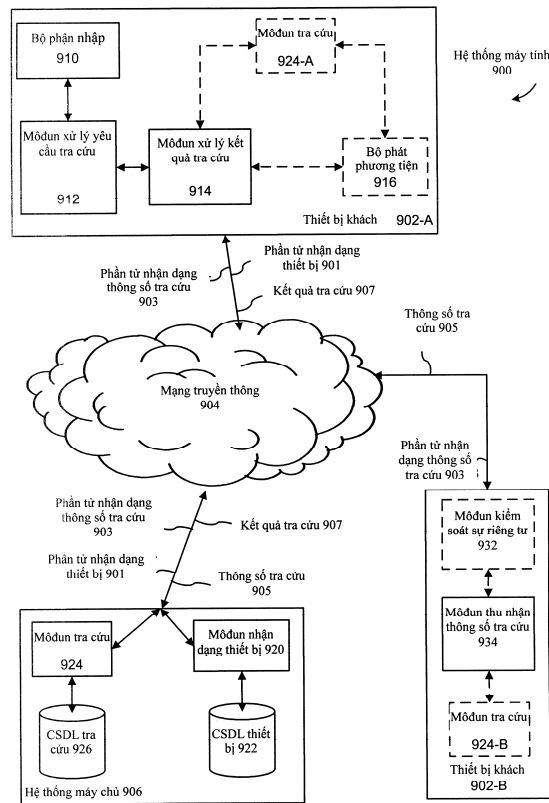 Bộ phận nhập
910
Môđun tra cứu
924-A
Hệ thống máy tính
900
Môđun xử lý yêu
cầu tra cứu
912
Môđun xử lý kết
quả tra cứu
914
Bộ phát
phương tiện
916
Thiết bị khách 902-A
Phần tử nhận dạng
thông số tra cứu
903
Phần tử nhận dạng
thiết bị 901
Kết quả tra cứu 907
Thông số tra
cứu 905
Mạng truyền thông
904
Phần tử nhận
dạng thông số
tra cứu 903
Phần tử nhận dạng
thông số tra cứu
903
Kết quả tra cứu 907
Phần tử nhận dạng
thiết bị 901
Thông số tra cứu
905
Môđun kiểm
soát sự riêng tư
932
Môđun thu nhận
thông số tra cứu
934
Môđun tra cứu
924-B
Thiết bị khách
902-B
Môđun tra cứu
924
Môđun nhận
dạng thiết bị 920
CSDL tra
cứu 926
CSDL thiết
bị 922
Hệ thống máy chủ 906